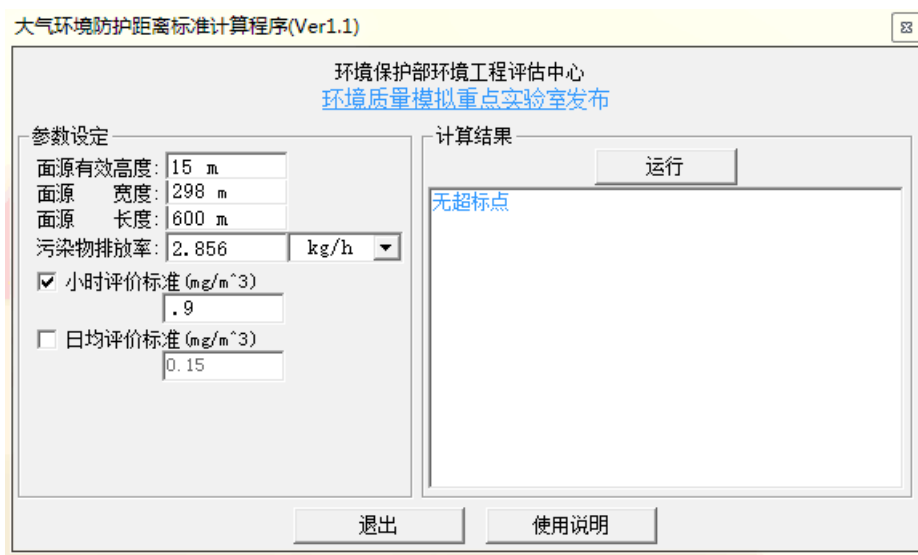 大气环境防护距离标准计算程序(Ver1.1)
环境保护部环境工程评估中心
环境质量模拟重点实验室发布
参数设定
面源有效高度: 15 m
面源 宽度: 298 m
面源 长度: 600 m
污染物排放率: 2.856 kg/h
小时评价标准(mg/m^3)
.9
日均评价标准(mg/m^3)
0.15
计算结果
运行
无超标点
退出 使用说明